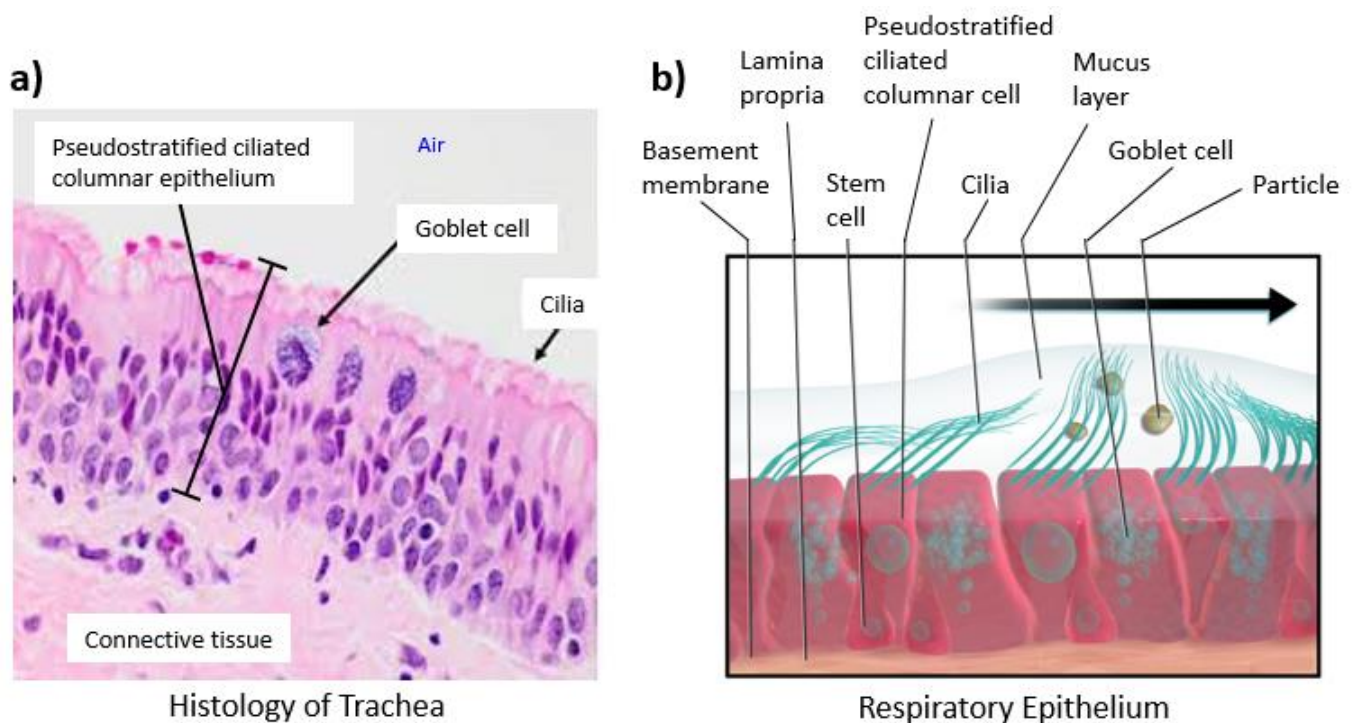 a)
Pseudostratified ciliated
columnar epithelium
Air
Goblet cell
Cilia
Connective tissue
Histology of Trachea
b)
Basement
membrane
Lamina
propria
Stem
cell
Pseudostratified
ciliated
columnar cell
Cilia
Mucus
layer
Goblet cell
Particle
Respiratory Epithelium